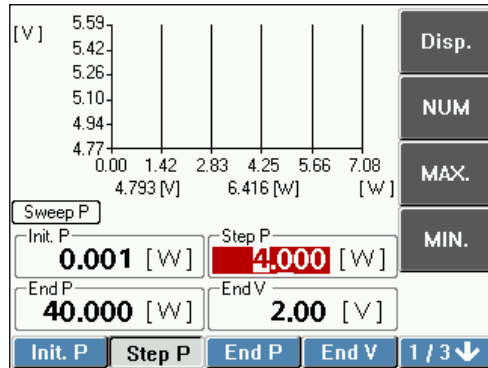 [V]
5.59
5.42
5.26
5.10
4.94
4.77
0.00 1.42 2.83 4.25 5.66 7.08
4.793 [V] 6.416 [W] [W]
Disp.
NUM
MAX.
MIN.
Sweep P
Init. P
0.001 [W]
Step P
4.000 [W]
End P
40.000 [W]
End V
2.00 [V]
Init. P Step P End P End V 1 / 3